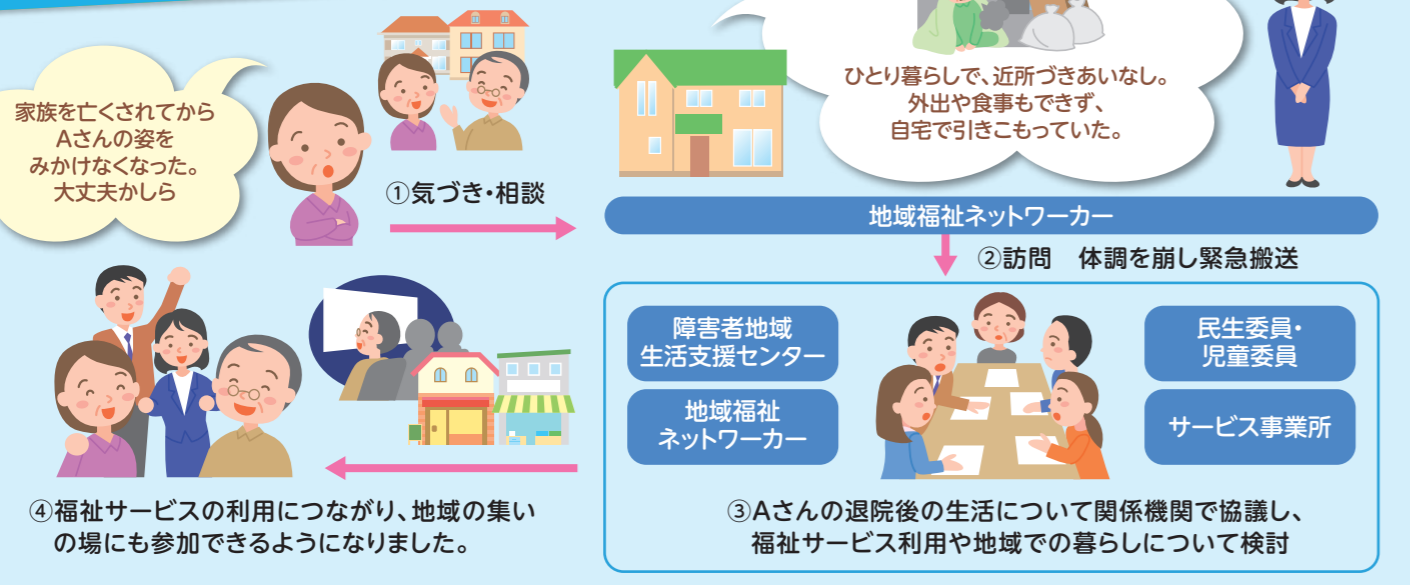 家族を亡くされてから
Aさんの姿を
みかけなくなった。
大丈夫かしら
①気づき・相談
ひとり暮らしで、近所づきあいなし。
外出や食事もできず、
自宅で引きこもっていた。
地域福祉ネットワーカー
②訪問　体調を崩し緊急搬送
障害者地域
生活支援センター
地域福祉
ネットワーカー
民生委員・
児童委員
サービス事業所
③Aさんの退院後の生活について関係機関で協議し、
福祉サービス利用や地域での暮らしについて検討
④福祉サービスの利用につながり、地域の集い
の場にも参加できるようになりました。